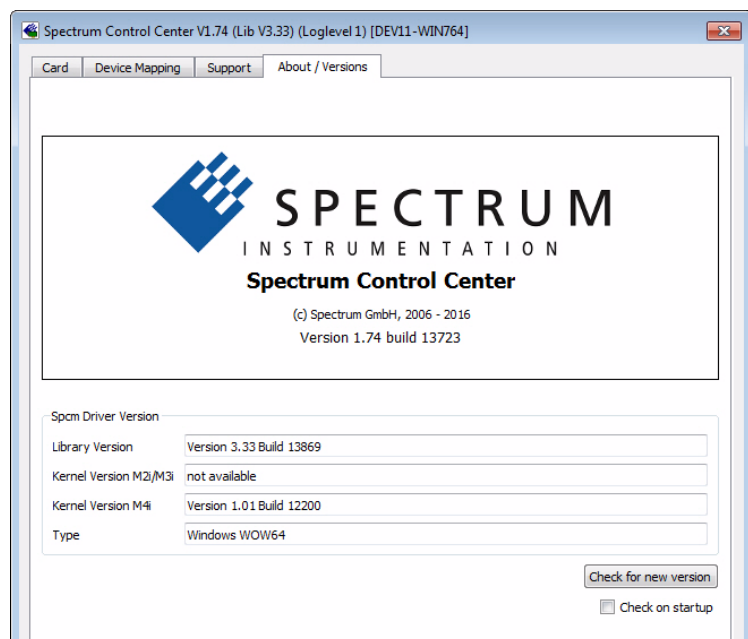 Spectrum Control Center V1.74 (Lib V3.33) (Loglevel 1) [DEV11-WIN764]
Card Device Mapping Support About / Versions
SPECTRUM
INSTRUMENTATION
Spectrum Control Center
(c) Spectrum GmbH, 2006 - 2016
Version 1.74 build 13723
Spcm Driver Version
Library Version Version 3.33 Build 13869
Kernel Version M2i/M3i not available
Kernel Version M4i Version 1.01 Build 12200
Type Windows WOW64
Check for new version
Check on startup